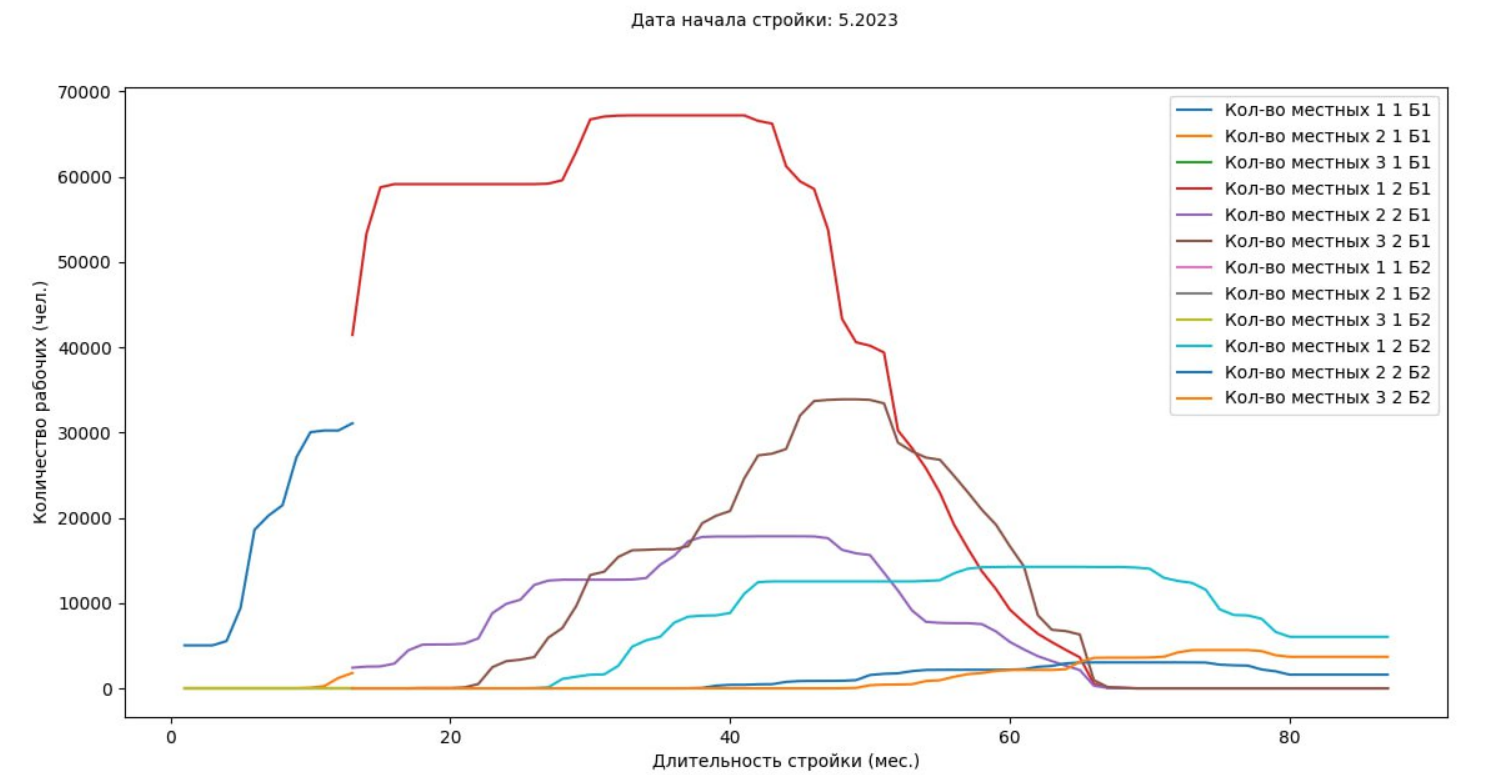 Дата начала стройки: 5.2023
70000
60000
50000
40000
30000
20000
10000
0
Количество рабочих (чел.)
Кол-во местных 1 1 Б1
Кол-во местных 2 1 Б1
Кол-во местных 3 1 Б1
Кол-во местных 1 2 Б1
Кол-во местных 2 2 Б1
Кол-во местных 3 2 Б1
Кол-во местных 1 1 Б2
Кол-во местных 2 1 Б2
Кол-во местных 3 1 Б2
Кол-во местных 1 2 Б2
Кол-во местных 2 2 Б2
Кол-во местных 3 2 Б2
0 20 40 60 80
Длительность стройки (мес.)